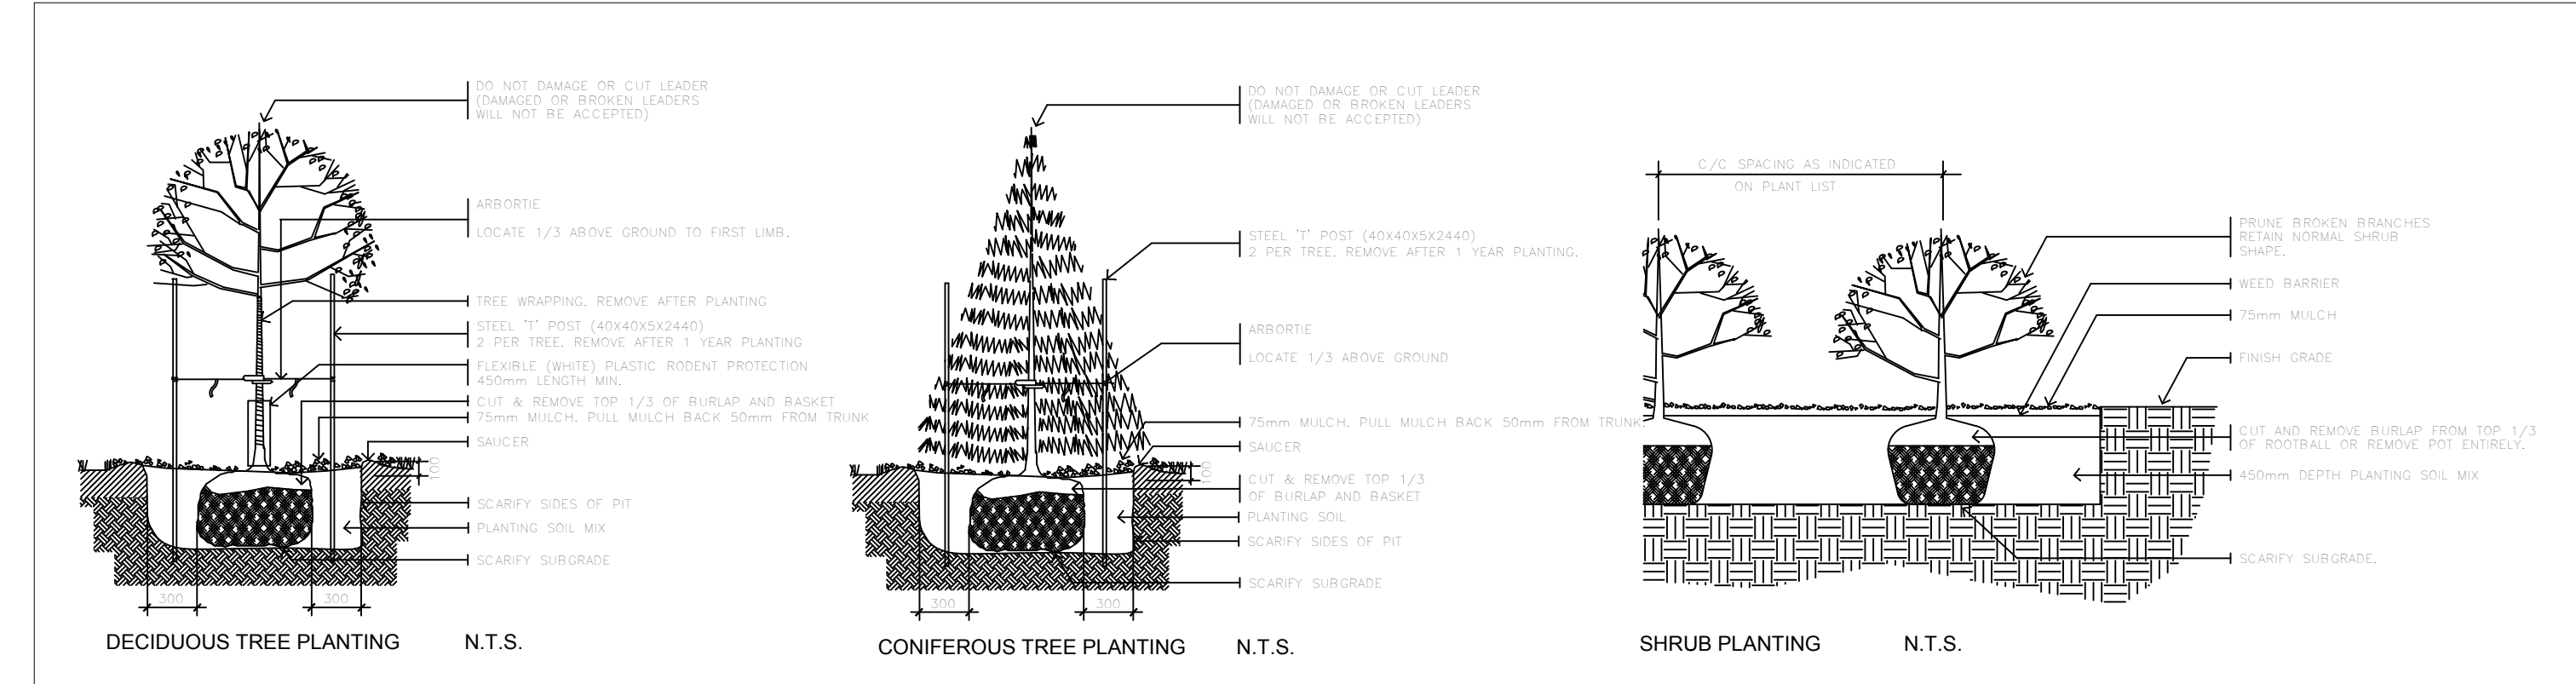 DO NOT DAMAGE OR CUT LEADER
(DAMAGED OR BROKEN LEADERS
WILL NOT BE ACCEPTED)
ARBORTIE
LOCATE 1/3 ABOVE GROUND TO FIRST LIMB.
TREE WRAPPING. REMOVE AFTER PLANTING
STEEL 'T' POST (40X40X5X2440)
2 PER TREE. REMOVE AFTER 1 YEAR PLANTING
FLEXIBLE (WHITE) PLASTIC RODENT PROTECTION
450mm LENGTH MIN.
CUT & REMOVE TOP 1/3 OF BURLAP AND BASKET
75mm MULCH. PULL MULCH BACK 50mm FROM TRUNK
SAUCER
100
SCARIFY SIDES OF PIT
PLANTING SOIL MIX
SCARIFY SUBGRADE
300
300
DECIDUOUS TREE PLANTING N.T.S.
DO NOT DAMAGE OR CUT LEADER
(DAMAGED OR BROKEN LEADERS
WILL NOT BE ACCEPTED)
STEEL 'T' POST (40X40X5X2440)
2 PER TREE. REMOVE AFTER 1 YEAR PLANTING.
ARBORTIE
LOCATE 1/3 ABOVE GROUND
75mm MULCH. PULL MULCH BACK 50mm FROM TRUNK.
SAUCER
100
CUT & REMOVE TOP 1/3
OF BURLAP AND BASKET
PLANTING SOIL
SCARIFY SIDES OF PIT
SCARIFY SUBGRADE
300
300
CONIFEROUS TREE PLANTING N.T.S.
C/C SPACING AS INDICATED
ON PLANT LIST
PRUNE BROKEN BRANCHES
RETAIN NORMAL SHRUB
SHAPE.
WEED BARRIER
75mm MULCH
FINISH GRADE
CUT AND REMOVE BURLAP FROM TOP 1/3
OF ROOTBALL OR REMOVE POT ENTIRELY.
450mm DEPTH PLANTING SOIL MIX
SCARIFY SUBGRADE.
SHRUB PLANTING N.T.S.